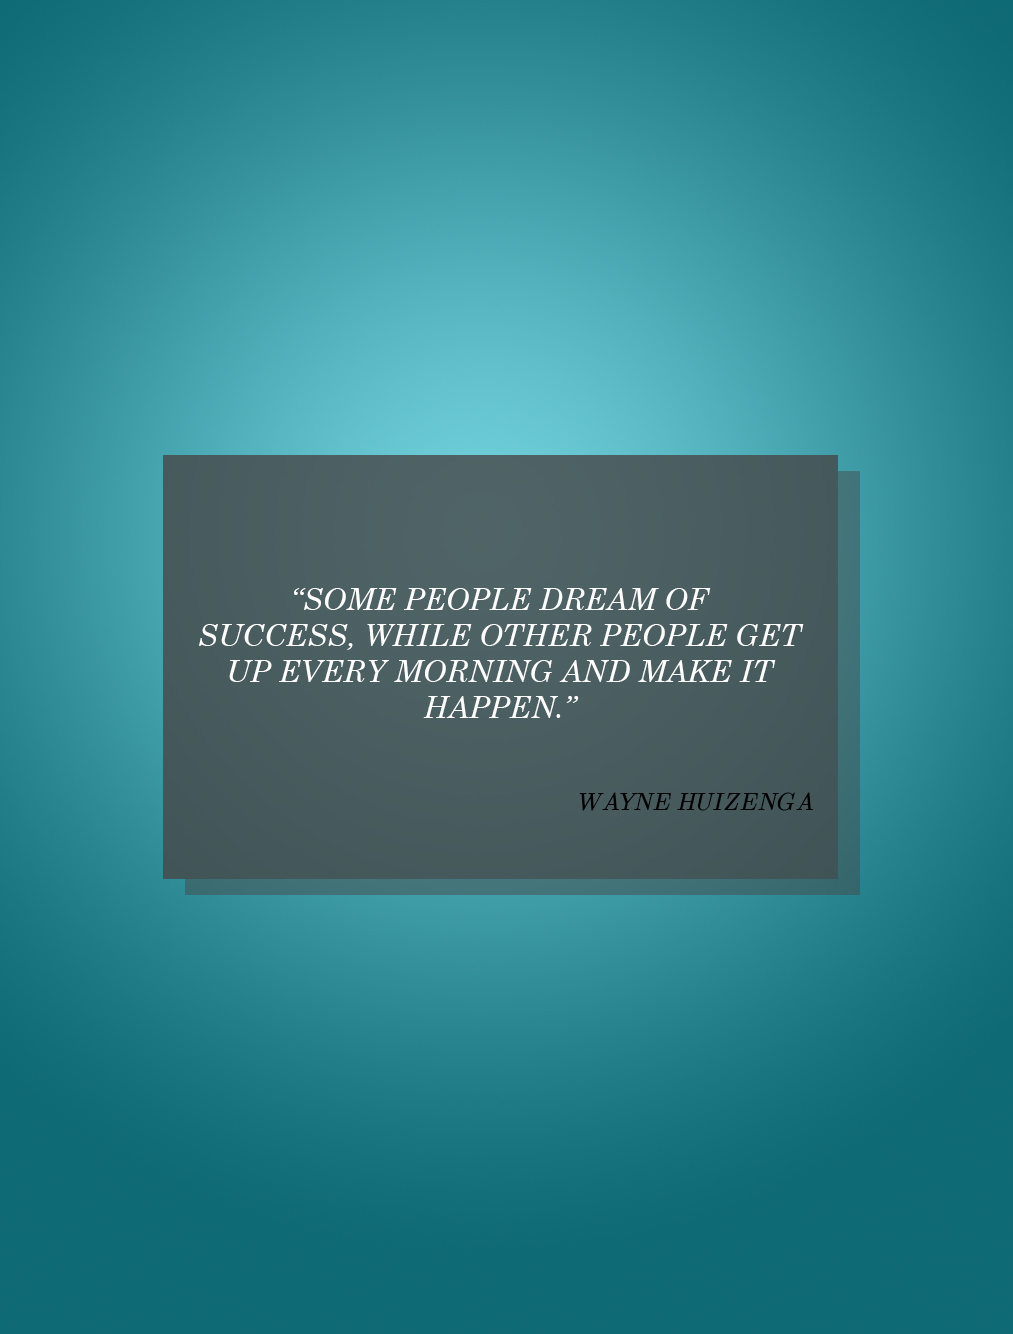 “SOME PEOPLE DREAM OF
SUCCESS, WHILE OTHER PEOPLE GET
UP EVERY MORNING AND MAKE IT
HAPPEN.”
WAYNE HUIZENGA